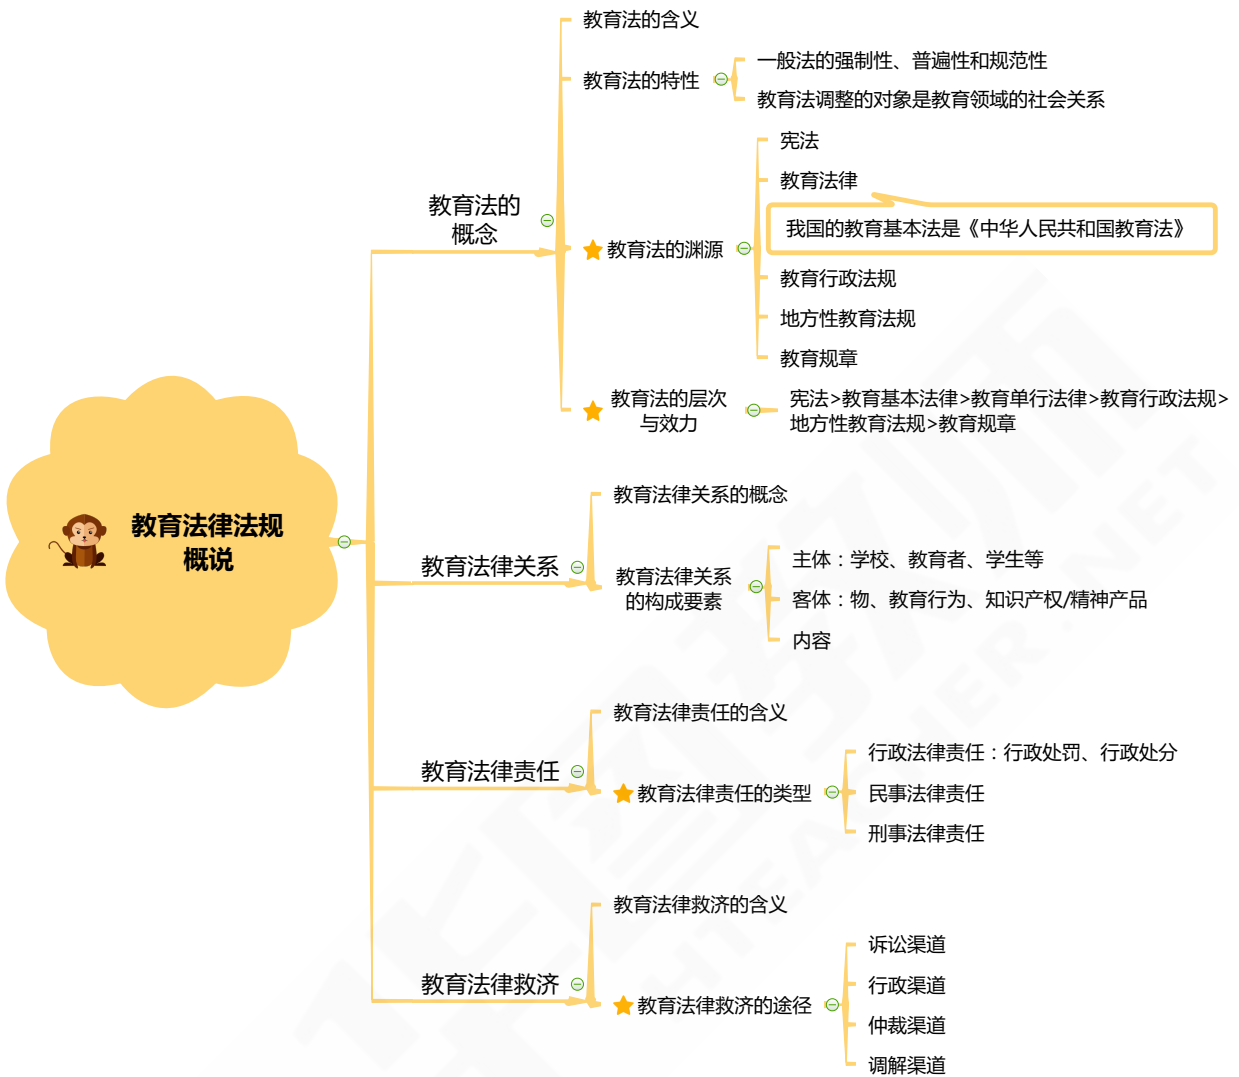 教育法律法规
概说
教育法的
概念
教育法的含义
教育法的特性
一般法的强制性、普遍性和规范性
教育法调整的对象是教育领域的社会关系
教育法的渊源
宪法
教育法律
我国的教育基本法是《中华人民共和国教育法》
教育行政法规
地方性教育法规
教育规章
教育法的层次
与效力
宪法>教育基本法律>教育单行法律>教育行政法规>
地方性教育法规>教育规章
教育法律关系
教育法律关系的概念
教育法律关系
的构成要素
主体：学校、教育者、学生等
客体：物、教育行为、知识产权/精神产品
内容
教育法律责任
教育法律责任的含义
教育法律责任的类型
行政法律责任：行政处罚、行政处分
民事法律责任
刑事法律责任
教育法律救济
教育法律救济的含义
教育法律救济的途径
诉讼渠道
行政渠道
仲裁渠道
调解渠道